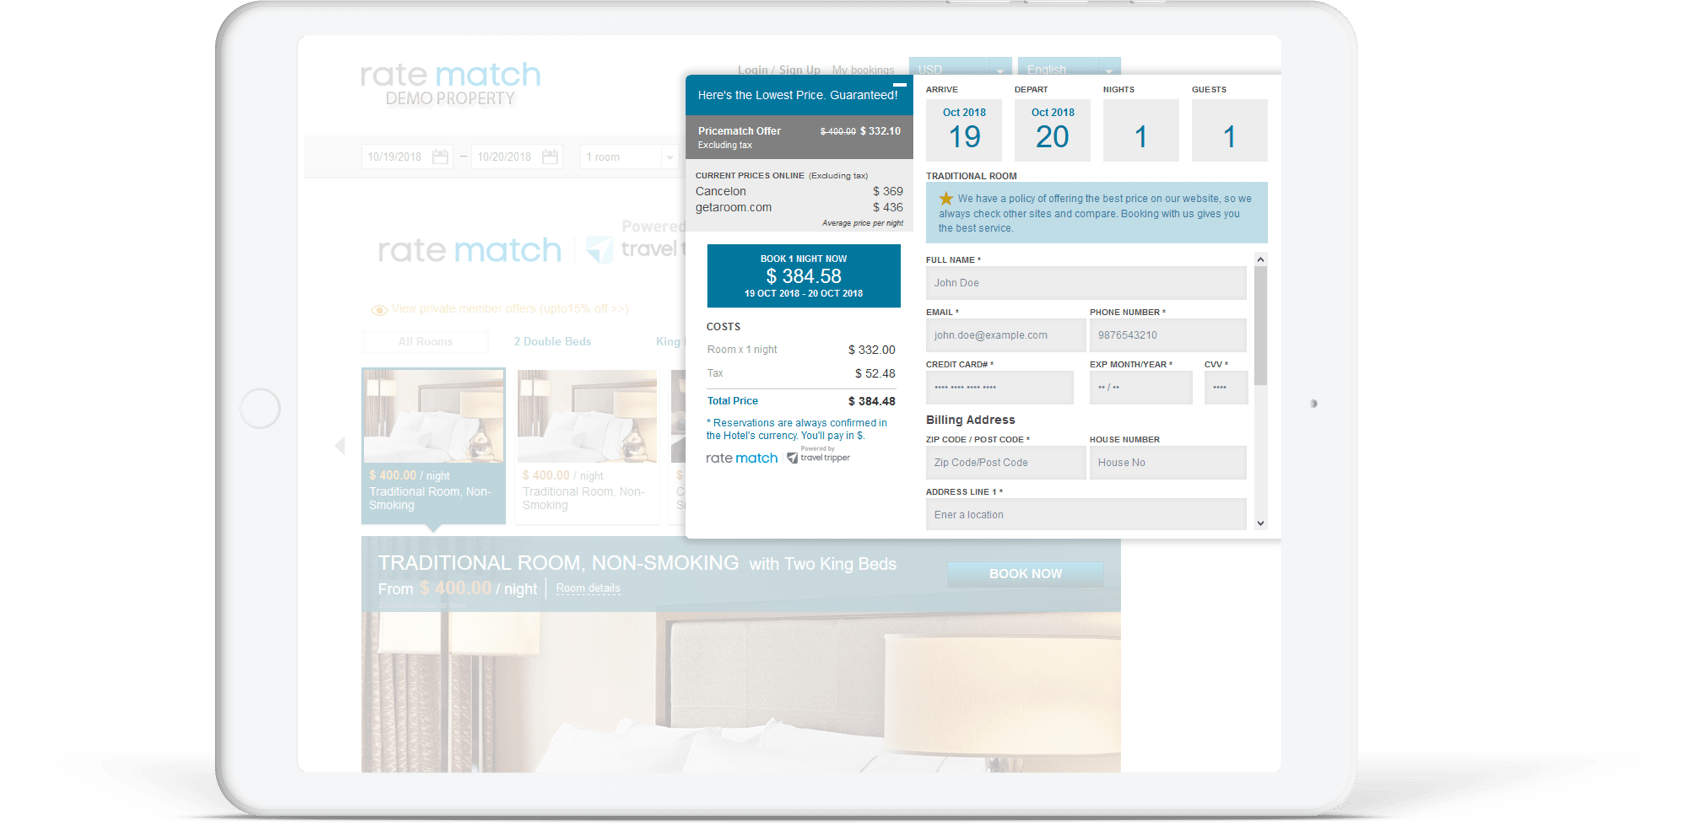 rate match
DEMO PROPERTY
Login / Sign Up My bookings USD English
10/19/2018 – 10/20/2018 1 room
Powered
rate match travel t
View private member offers (upto15% off >>)
All Rooms 2 Double Beds King
$ 400.00 / night
Traditional Room, Non-
Smoking
$ 400.00 / night
Traditional Room, Non-
Smoking
$
C
S
TRADITIONAL ROOM, NON-SMOKING with Two King Beds
From $ 400.00 / night Room details
BOOK NOW
Here's the Lowest Price. Guaranteed!
Pricematch Offer $ 400.00 $ 332.10
Excluding tax
CURRENT PRICES ONLINE (Excluding tax)
Cancelon $ 369
getaroom.com $ 436
Average price per night
BOOK 1 NIGHT NOW
$ 384.58
19 OCT 2018 - 20 OCT 2018
COSTS
Room x 1 night $ 332.00
Tax $ 52.48
Total Price $ 384.48
* Reservations are always confirmed in
the Hotel's currency. You'll pay in $.
Powered by
rate match travel tripper
ARRIVE DEPART NIGHTS GUESTS
Oct 2018 Oct 2018
19 20 1 1
TRADITIONAL ROOM
We have a policy of offering the best price on our website, so we
always check other sites and compare. Booking with us gives you
the best service.
FULL NAME *
John Doe
EMAIL * PHONE NUMBER *
john.doe@example.com 9876543210
CREDIT CARD# * EXP MONTH/YEAR * CVV *
•••• •••• •••• •••• •• / •• ••••
Billing Address
ZIP CODE / POST CODE * HOUSE NUMBER
Zip Code/Post Code House No
ADDRESS LINE 1 *
Ener a location